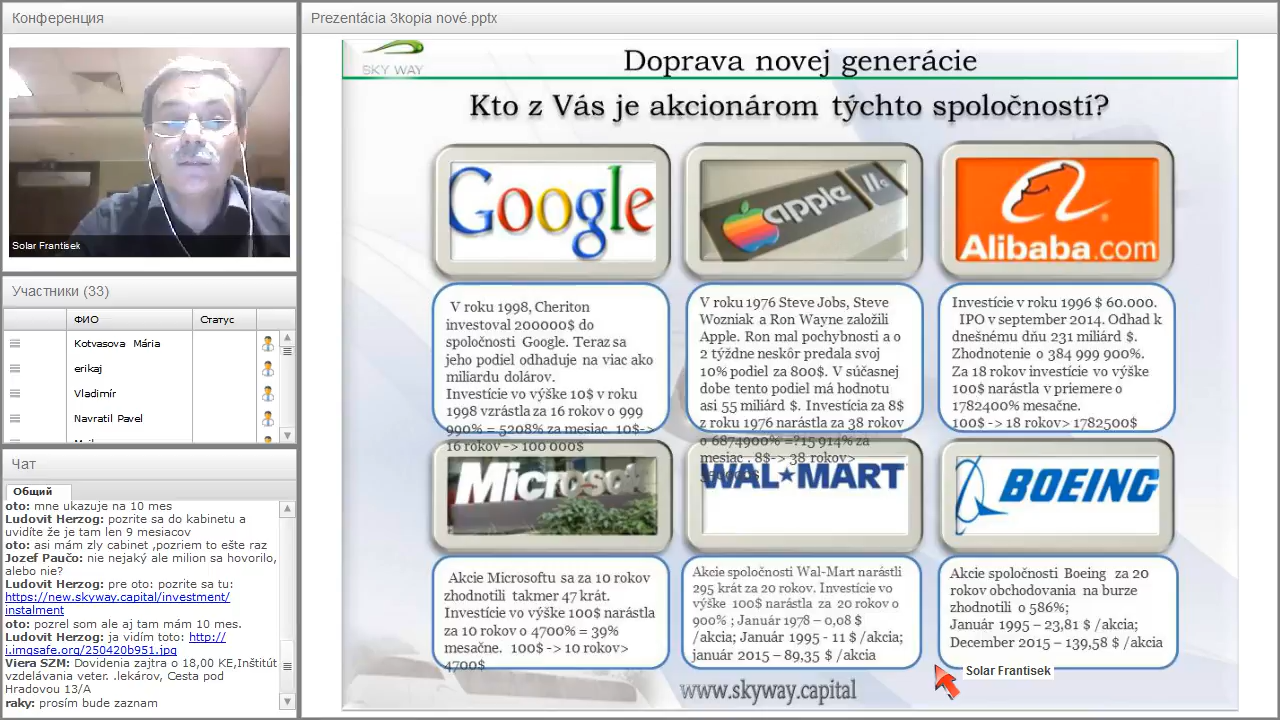 Конференция
Prezentácia 3kopia nové.pptx
Solar Frantisek
Участники (33)
ФИО
Статус
Kotvasova Mária
erikaj
Vladimír
Navratil Pavel
Чат
Общий
oto: mne ukazuje na 10 mes
Ludovit Herzog: pozrite sa do kabinetu a
uvidíte že je tam len 9 mesiacov
oto: asi mám zly cabinet ,pozriem to ešte raz
Jozef Paučo: nie nejaký ale milion sa hovorilo,
alebo nie?
Ludovit Herzog: pre oto: pozrite sa tu:
https://new.skyway.capital/investment/
instalment
oto: pozrel som ale aj tam mám 10 mes.
Ludovit Herzog: ja vidím toto: http://
i.imgsafe.org/250420b951.jpg
Viera SZM: Dovidenia zajtra o 18,00 KE,Inštitút
vzdelávania veter. .lekárov, Cesta pod
Hradovou 13/A
raky: prosím bude zaznam
SKY WAY
Doprava novej generácie
Kto z Vás je akcionárom týchto spoločností?
Google
apple
Alibaba.com
V roku 1998, Cheriton
investoval 200000$ do
spoločnosti Google. Teraz sa
jeho podiel odhaduje na viac ako
miliardu dolárov.
Investície vo výške 10$ v roku
1998 vzrástla za 16 rokov o 999
990% = 5208% za mesiac. 10$->
16 rokov -> 100 000$
V roku 1976 Steve Jobs, Steve
Wozniak a Ron Wayne založili
Apple. Ron mal pochybnosti a o
2 týždne neskôr predala svoj
10% podiel za 800$. V súčasnej
dobe tento podiel má hodnotu
asi 55 miliárd $. Investícia za 8$
z roku 1976 narástla za 38 rokov
o 6874900% =?15 914% za
mesiac . 8$-> 38 rokov>
Investície v roku 1996 $ 60.000.
IPO v september 2014. Odhad k
dnešnému dňu 231 miliárd $.
Zhodnotenie o 384 999 900%.
Za 18 rokov investície vo výške
100$ narástla v priemere o
1782400% mesačne.
100$ -> 18 rokov> 1782500$
Microsoft
WAL★MART
BOEING
Akcie Microsoftu sa za 10 rokov
zhodnotili takmer 47 krát.
Investície vo výške 100$ narástla
za 10 rokov o 4700% = 39%
mesačne. 100$ -> 10 rokov>
4700$
Akcie spoločnosti Wal-Mart narástli
295 krát za 20 rokov. Investície vo
výške 100$ narástla za 20 rokov o
900% ; Január 1978 – 0,08 $
/akcia; Január 1995 - 11 $ /akcia;
január 2015 – 89,35 $ /akcia
Akcie spoločnosti Boeing za 20
rokov obchodovania na burze
zhodnotili o 586%;
Január 1995 – 23,81 $ /akcia;
December 2015 – 139,58 $ /akcia
Solar Frantisek
www.skyway.capital